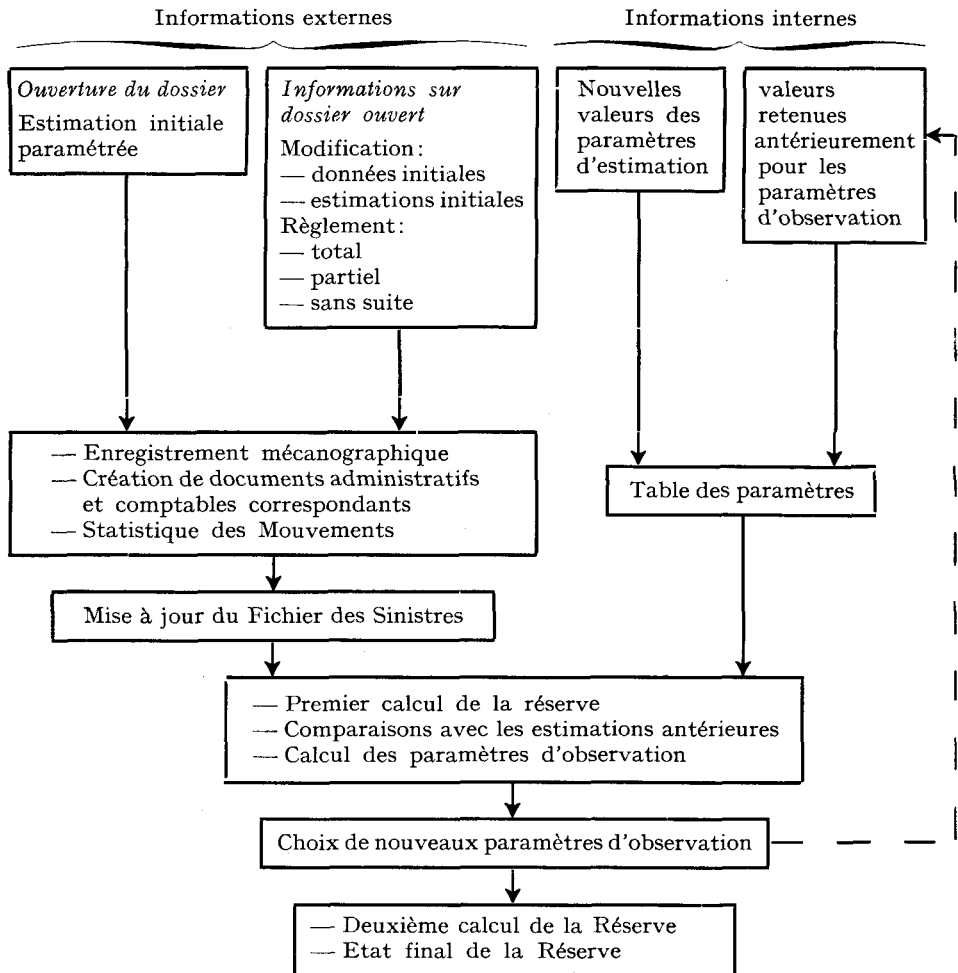 Informations externes
Informations internes
Ouverture du dossier
Estimation initiale
paramétrée
Informations sur
dossier ouvert
Modification:
— données initiales
— estimations initiales
Règlement:
— total
— partiel
— sans suite
Nouvelles
valeurs des
paramètres
d'estimation
valeurs
retenues
antérieurement
pour les
paramètres
d'observation
— Enregistrement mécanographique
— Création de documents administratifs
et comptables correspondants
— Statistique des Mouvements
Table des paramètres
Mise à jour du Fichier des Sinistres
— Premier calcul de la réserve
— Comparaisons avec les estimations antérieures
— Calcul des paramètres d'observation
Choix de nouveaux paramètres d'observation
— Deuxième calcul de la Réserve
— Etat final de la Réserve